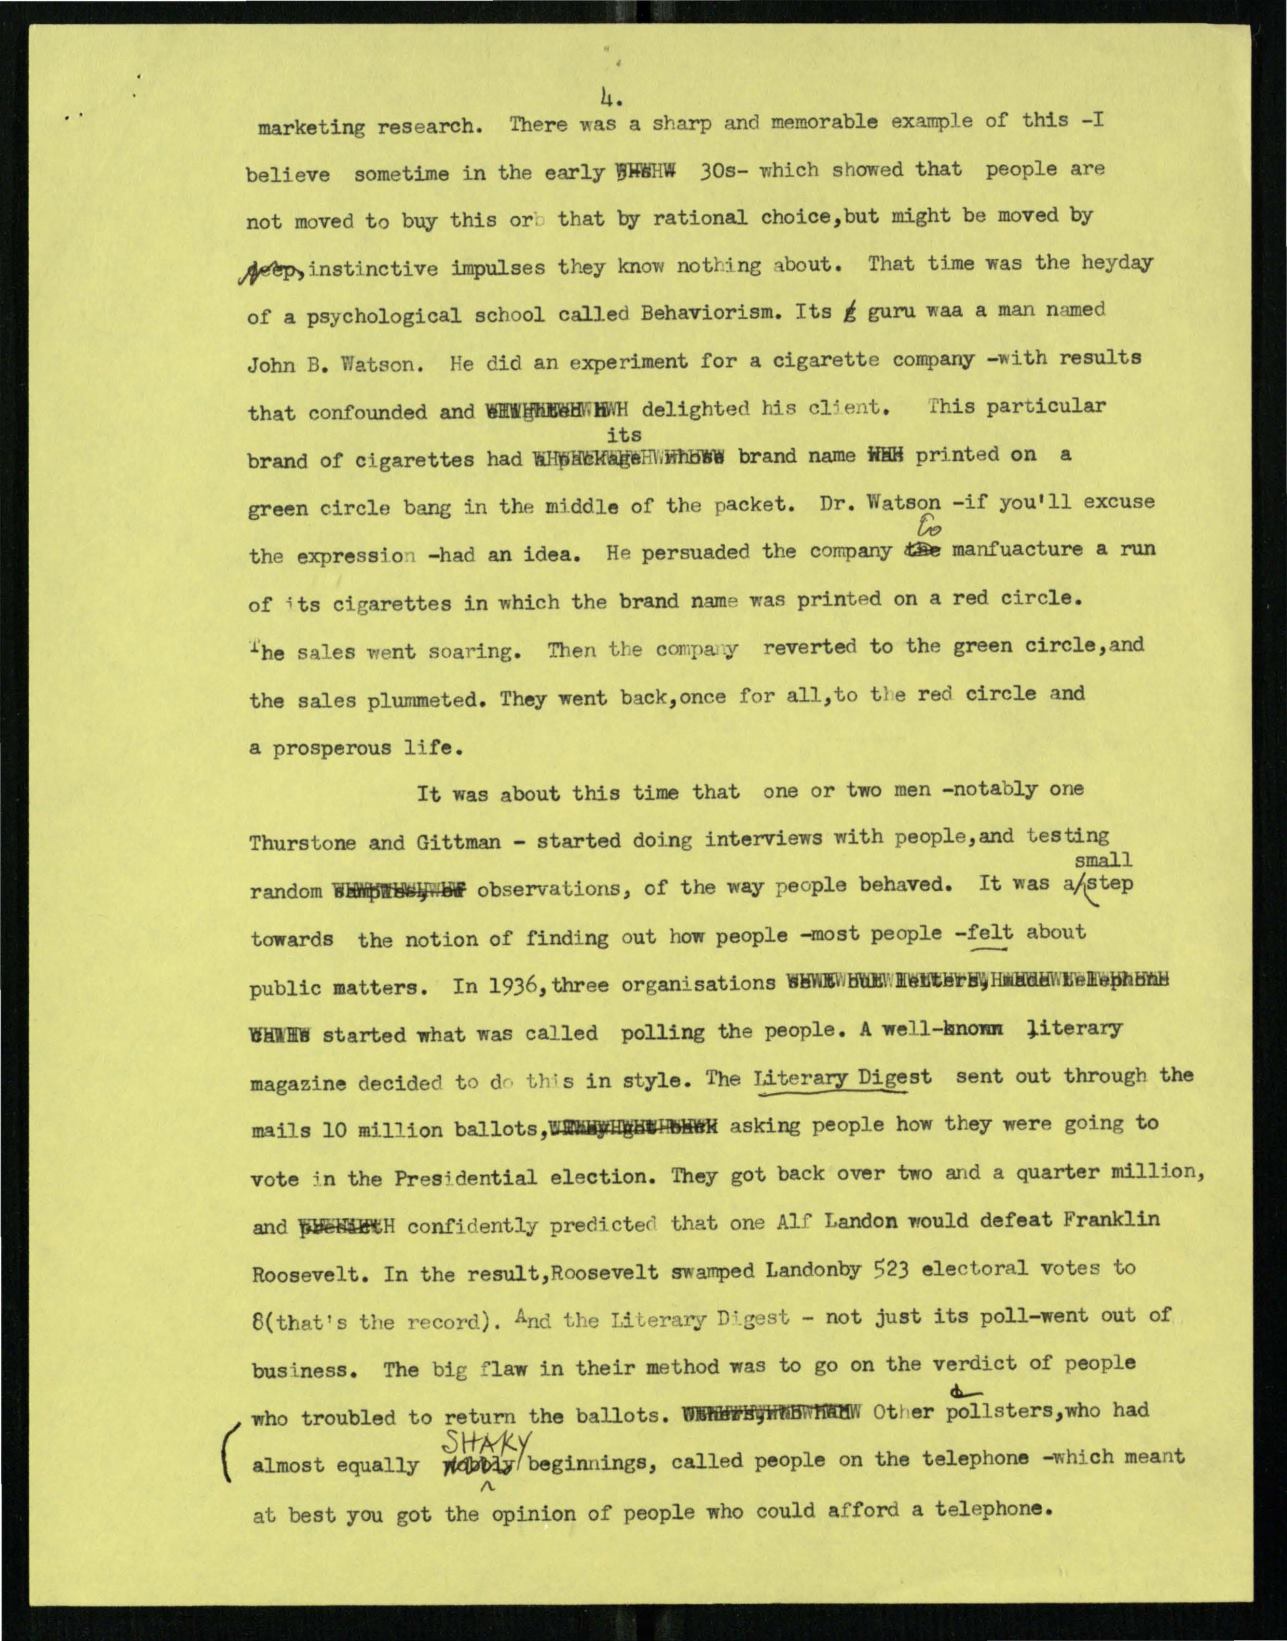 4.
marketing research. There was a sharp and memorable example of this -I
believe sometime in the early 30s- which showed that people are
not moved to buy this or that by rational choice,but might be moved by
deep, instinctive impulses they know nothing about. That time was the heyday
of a psychological school called Behaviorism. Its guru waa a man named
John B. Watson. He did an experiment for a cigarette company -with results
that confounded and delighted his client. This particular
its
brand of cigarettes had brand name printed on a
green circle bang in the middle of the packet. Dr. Watson -if you'll excuse
to
the expression -had an idea. He persuaded the company the manfuacture a run
of its cigarettes in which the brand name was printed on a red circle.
The sales went soaring. Then the company reverted to the green circle,and
the sales plummeted. They went back,once for all,to the red circle and
a prosperous life.
It was about this time that one or two men -notably one
Thurstone and Gittman - started doing interviews with people,and testing
small
random observations, of the way people behaved. It was a/step
towards the notion of finding out how people -most people -felt about
public matters. In 1936,three organisations
started what was called polling the people. A well-known literary
magazine decided to do this in style. The Literary Digest sent out through the
mails 10 million ballots, asking people how they were going to
vote in the Presidential election. They got back over two and a quarter million,
and confidently predicted that one Alf Landon would defeat Franklin
Roosevelt. In the result,Roosevelt swamped Landonby 523 electoral votes to
8(that's the record). And the Literary Digest - not just its poll-went out of
business. The big flaw in their method was to go on the verdict of people
who troubled to return the ballots. Other pollsters,who had
SHAKY
almost equally wobbly/beginnings, called people on the telephone -which meant
at best you got the opinion of people who could afford a telephone.